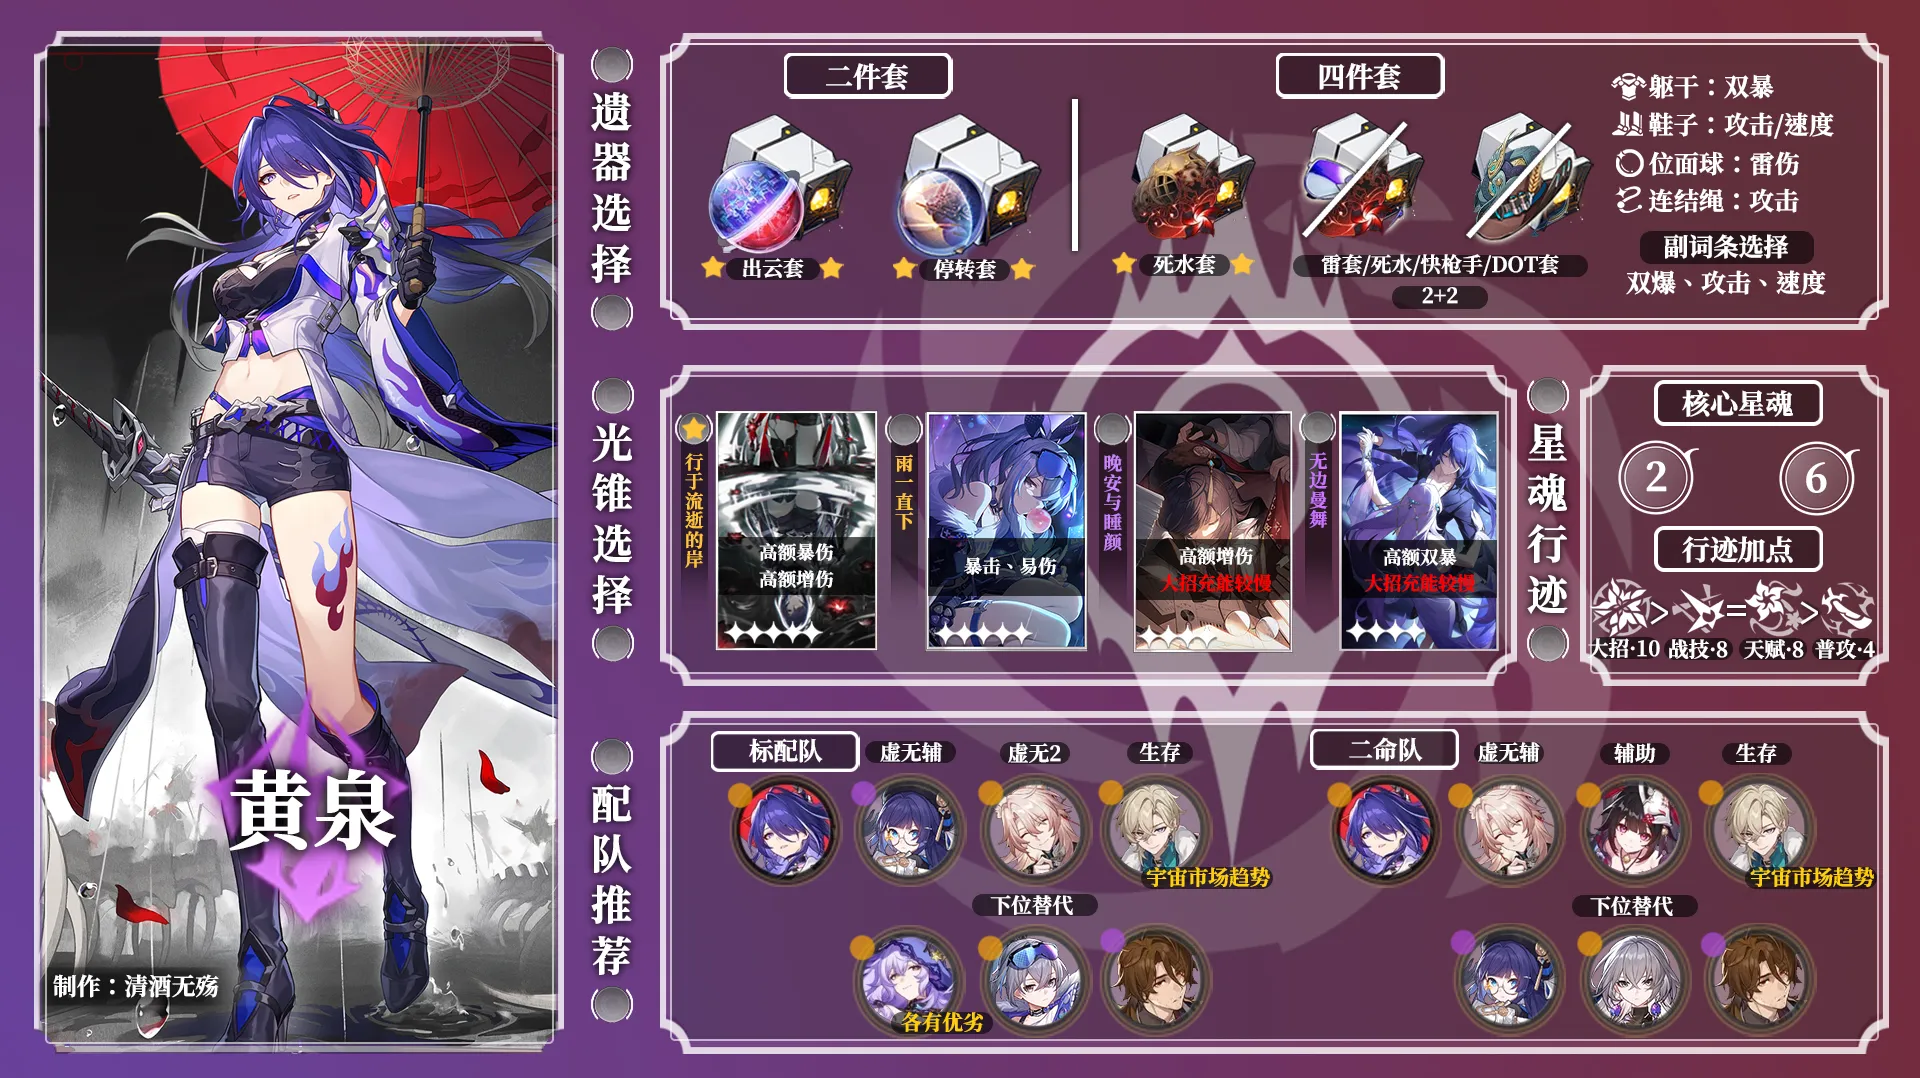 黄泉
制作：清酒无殇
遗器选择
二件套
出云套
停转套
四件套
死水套
雷套/死水/快枪手/DOT套
2+2
躯干：双暴
鞋子：攻击/速度
位面球：雷伤
连结绳：攻击
副词条选择
双爆、攻击、速度
光锥选择
行于流逝的岸
高额暴伤
高额增伤
雨一直下
暴击、易伤
晚安与睡颜
高额增伤
大招充能较慢
无边曼舞
高额双暴
大招充能较慢
星魂行迹
核心星魂
2
6
行迹加点
> = >
大招·10 战技·8 天赋·8 普攻·4
配队推荐
标配队
虚无辅
虚无2
生存
宇宙市场趋势
下位替代
各有优劣
二命队
虚无辅
辅助
生存
宇宙市场趋势
下位替代